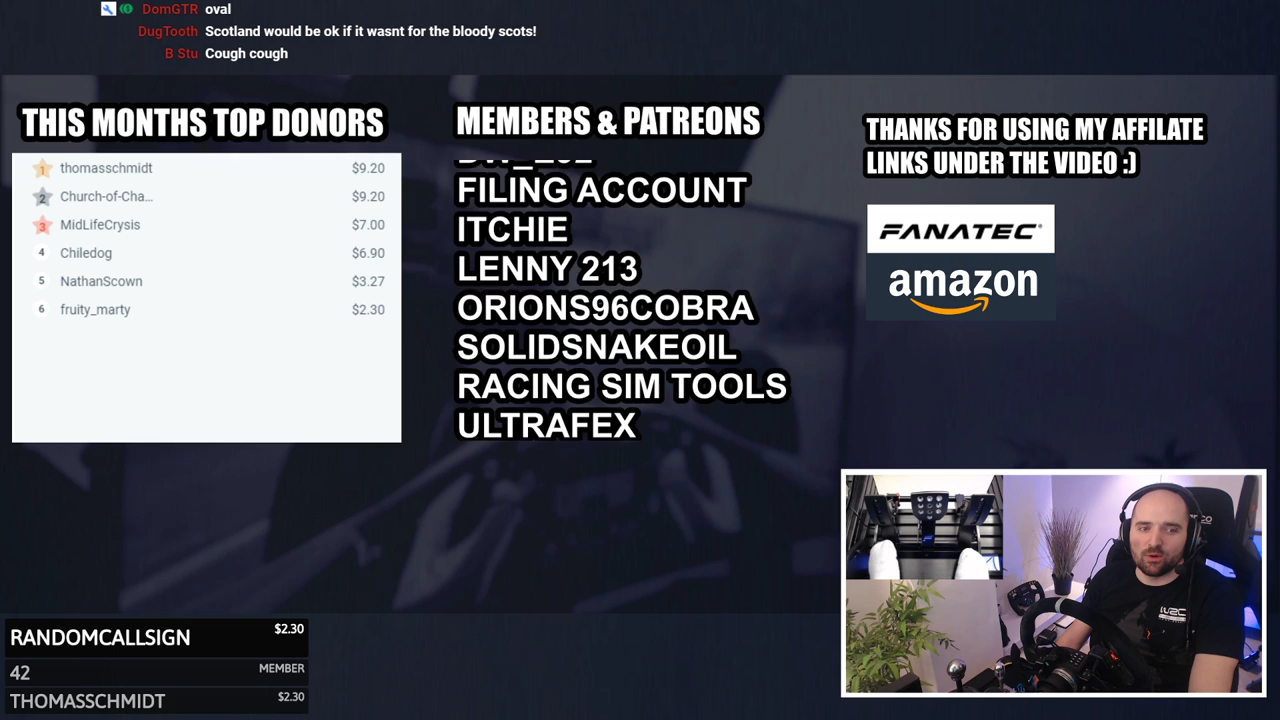 DomGTR oval
DugTooth Scotland would be ok if it wasnt for the bloody scots!
B Stu Cough cough
THIS MONTHS TOP DONORS
1 thomasschmidt $9.20
2 Church-of-Cha... $9.20
3 MidLifeCrysis $7.00
4 Chiledog $6.90
5 NathanScown $3.27
6 fruity_marty $2.30
MEMBERS & PATREONS
FILING ACCOUNT
ITCHIE
LENNY 213
ORIONS96COBRA
SOLIDSNAKEOIL
RACING SIM TOOLS
ULTRAFEX
THANKS FOR USING MY AFFILATE
LINKS UNDER THE VIDEO :)
FANATEC
amazon
WRC
RANDOMCALLSIGN $2.30
42 MEMBER
THOMASSCHMIDT $2.30